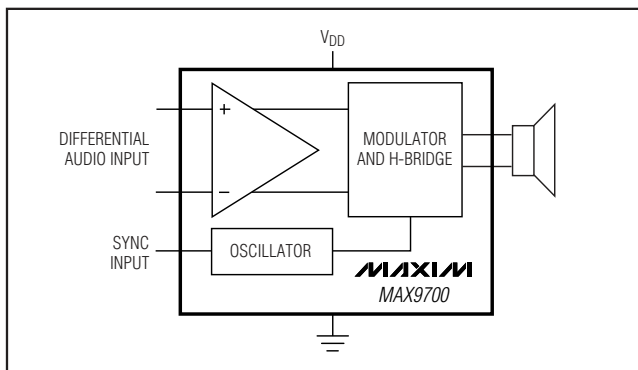 VDD
+
DIFFERENTIAL
AUDIO INPUT
−
MODULATOR
AND H-BRIDGE
SYNC
INPUT
OSCILLATOR
MAXIM
MAX9700